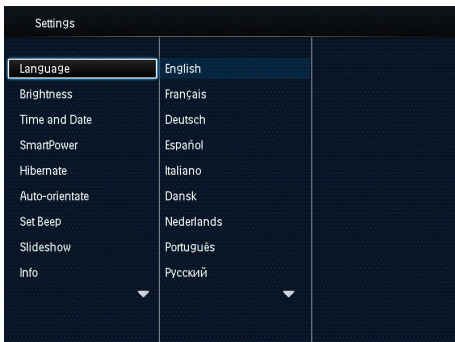 Settings
Language
Brightness
Time and Date
SmartPower
Hibernate
Auto-orientate
Set Beep
Slideshow
Info
English
Français
Deutsch
Español
Italiano
Dansk
Nederlands
Português
Русский